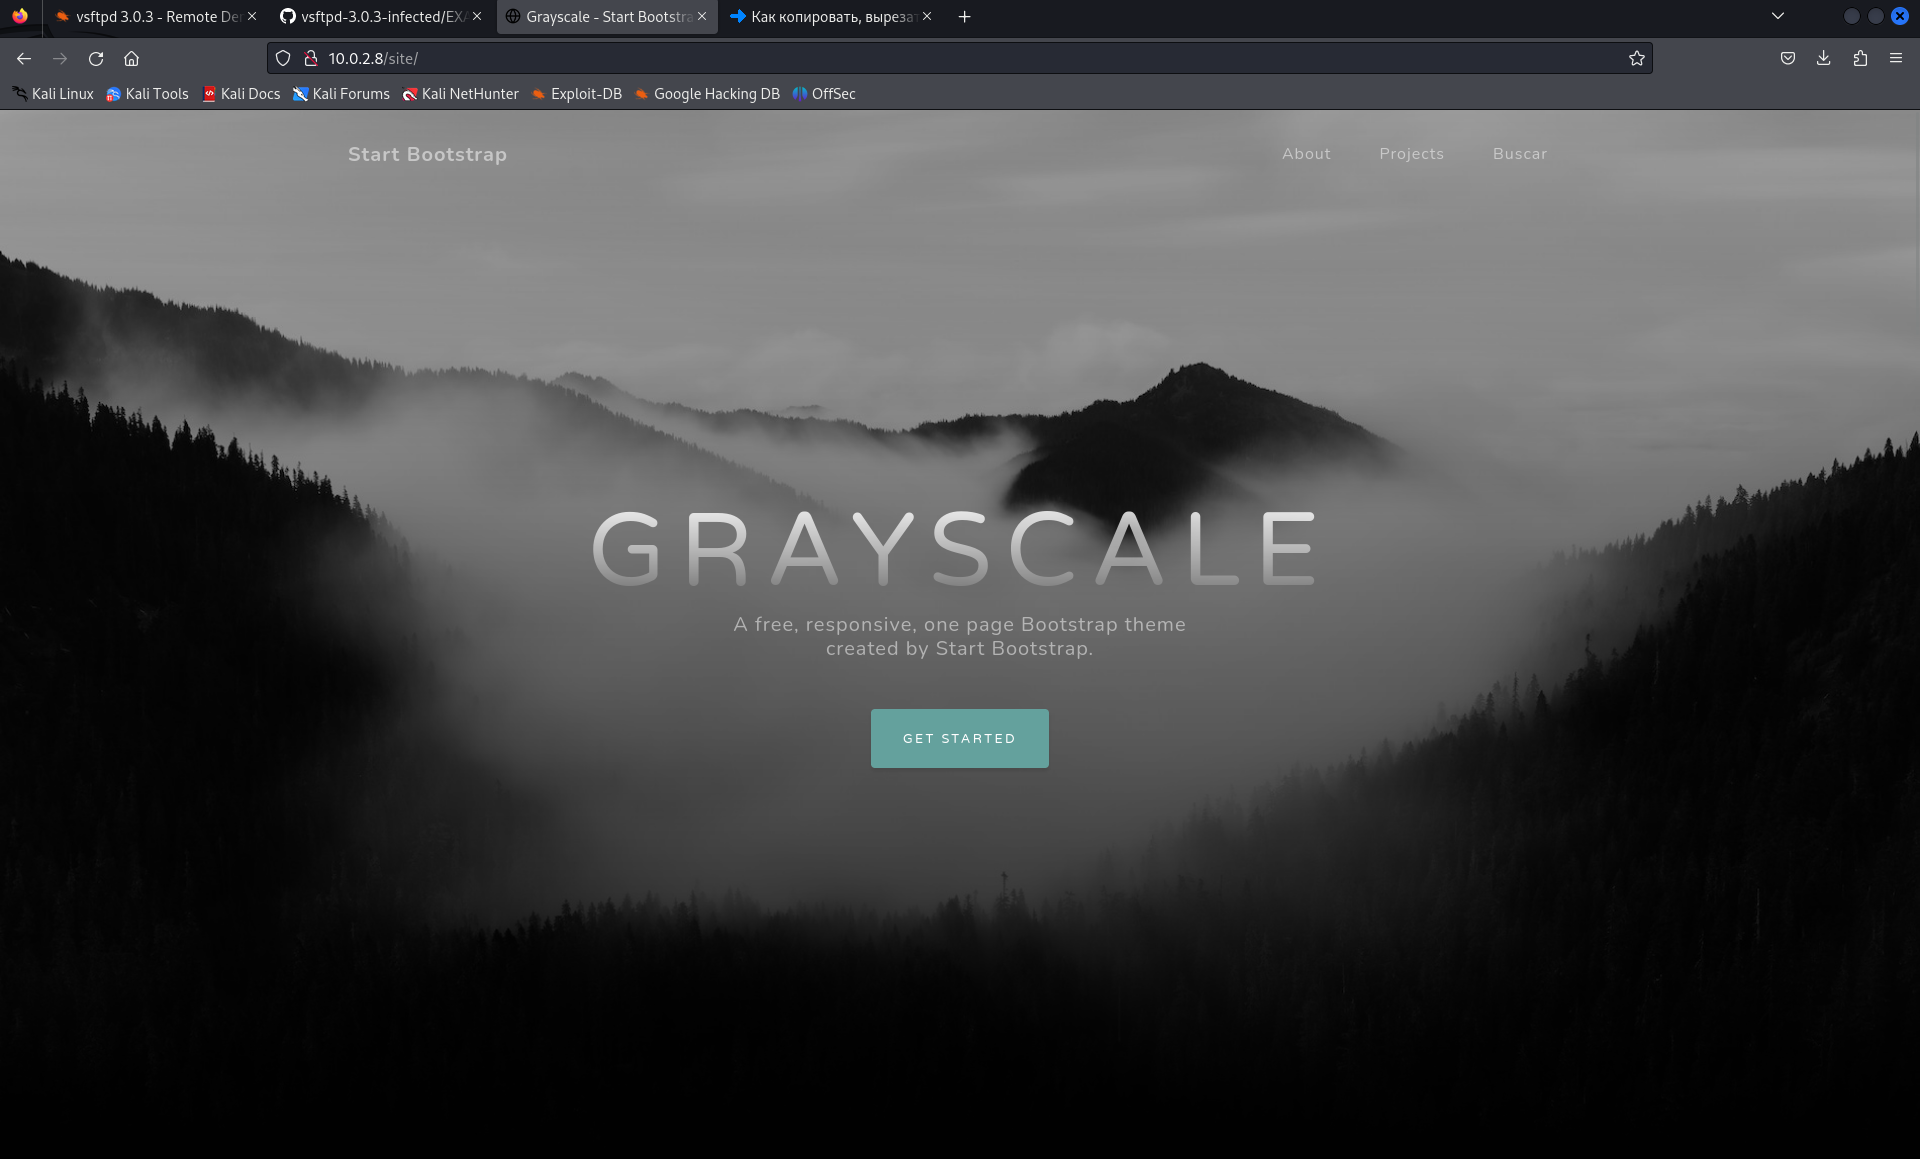 vsftpd 3.0.3 - Remote De
vsftpd-3.0.3-infected/EXA
Grayscale - Start Bootstra
Как копировать, вырезат
10.0.2.8/site/
Kali Linux
Kali Tools
Kali Docs
Kali Forums
Kali NetHunter
Exploit-DB
Google Hacking DB
OffSec
Start Bootstrap
About
Projects
Buscar
GRAYSCALE
A free, responsive, one page Bootstrap theme
created by Start Bootstrap.
GET STARTED